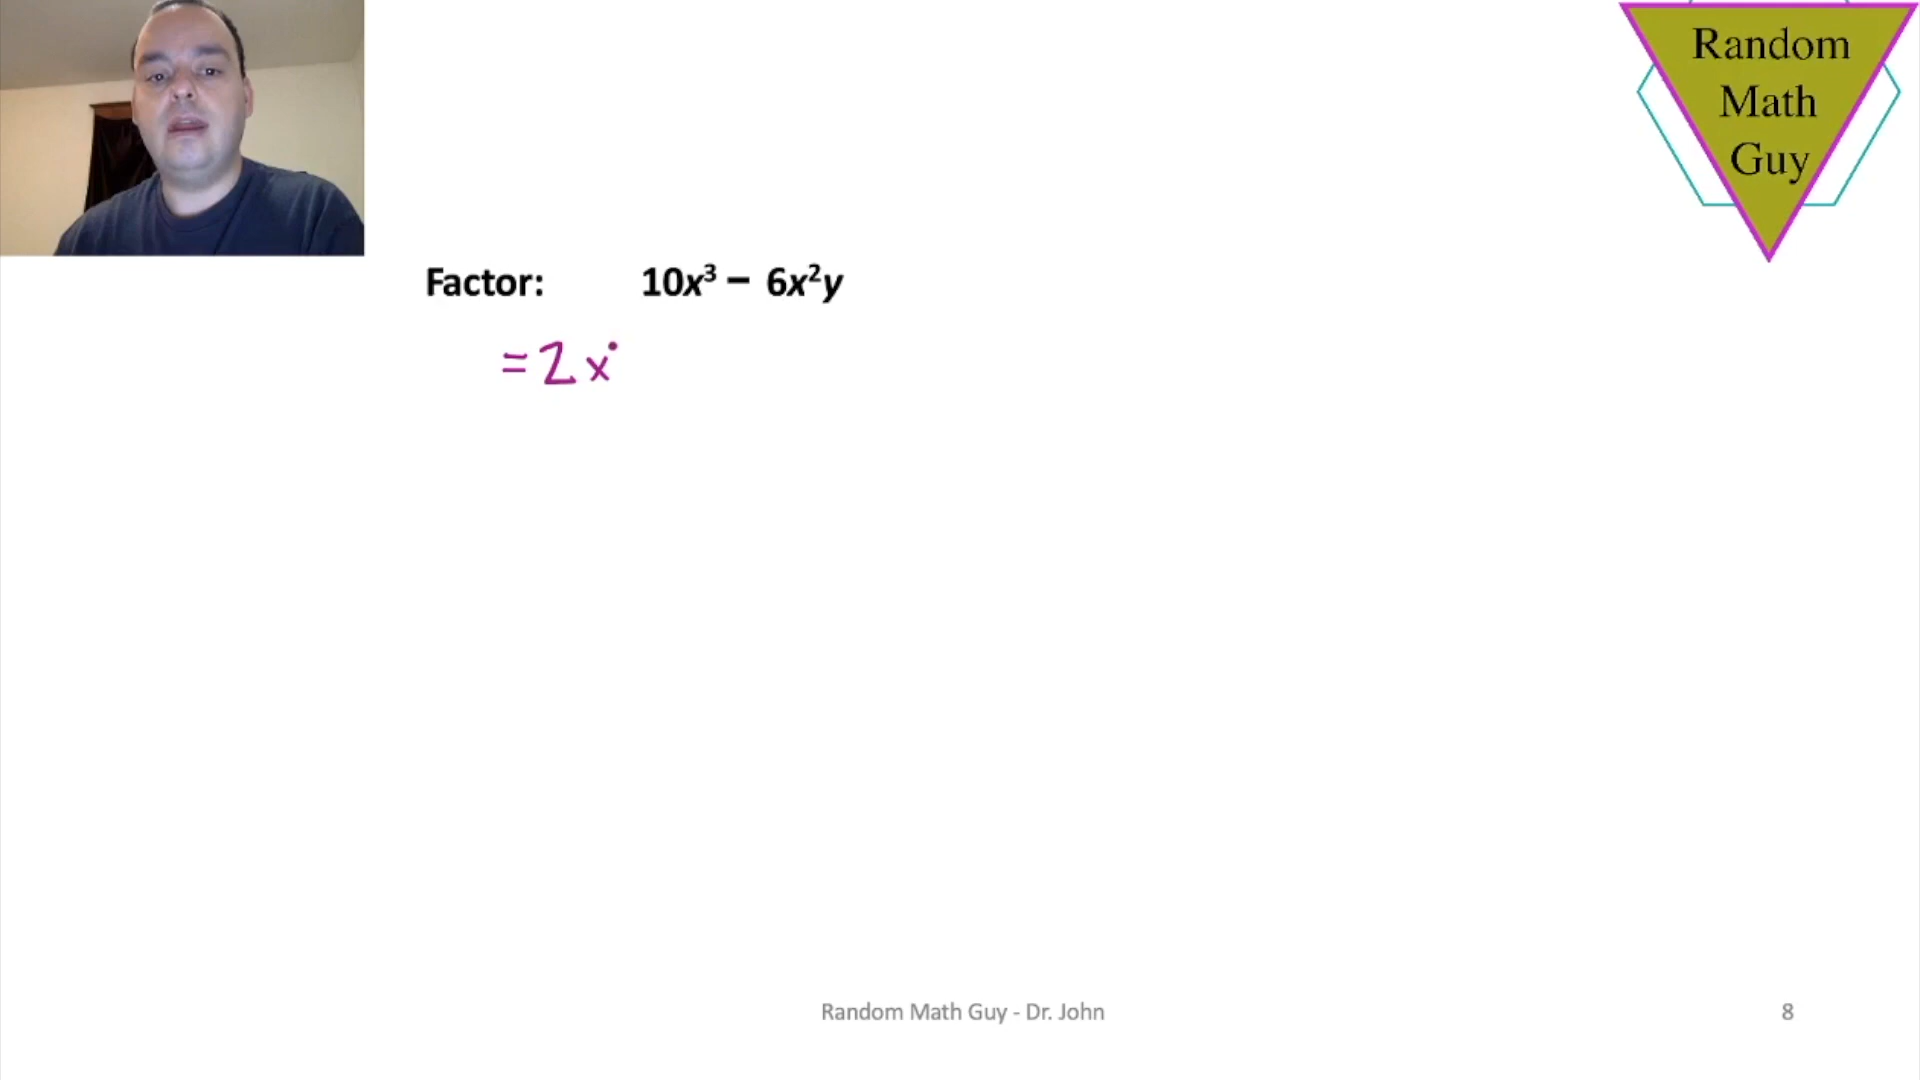 Random
Math
Guy
Factor: 10x³ − 6x²y
= 2x
Random Math Guy - Dr. John
8